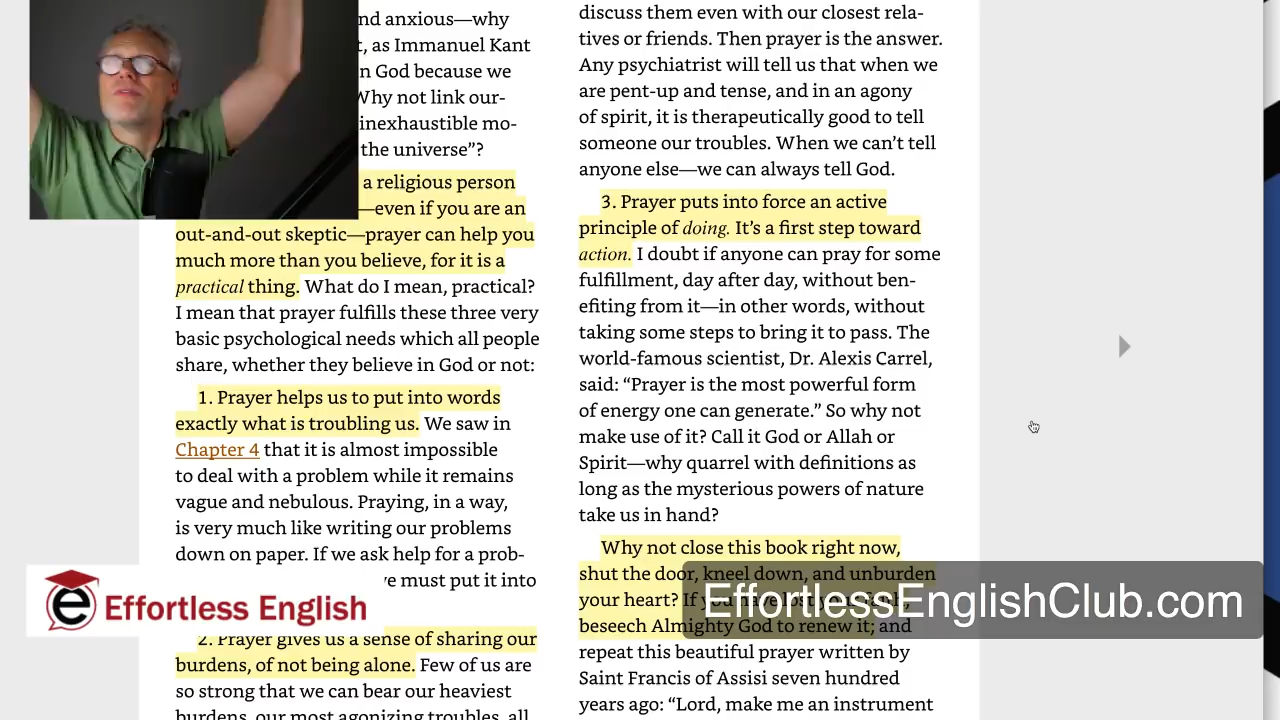 nd anxious—why
t, as Immanuel Kant
n God because we
Why not link our-
inexhaustible mo-
the universe”?
a religious person
—even if you are an
out-and-out skeptic—prayer can help you
much more than you believe, for it is a
practical thing. What do I mean, practical?
I mean that prayer fulfills these three very
basic psychological needs which all people
share, whether they believe in God or not:
1. Prayer helps us to put into words
exactly what is troubling us. We saw in
Chapter 4 that it is almost impossible
to deal with a problem while it remains
vague and nebulous. Praying, in a way,
is very much like writing our problems
down on paper. If we ask help for a prob-
e must put it into
2. Prayer gives us a sense of sharing our
burdens, of not being alone. Few of us are
so strong that we can bear our heaviest
burdens, our most agonizing troubles, all
discuss them even with our closest rela-
tives or friends. Then prayer is the answer.
Any psychiatrist will tell us that when we
are pent-up and tense, and in an agony
of spirit, it is therapeutically good to tell
someone our troubles. When we can’t tell
anyone else—we can always tell God.
3. Prayer puts into force an active
principle of doing. It’s a first step toward
action. I doubt if anyone can pray for some
fulfillment, day after day, without ben-
efiting from it—in other words, without
taking some steps to bring it to pass. The
world-famous scientist, Dr. Alexis Carrel,
said: “Prayer is the most powerful form
of energy one can generate.” So why not
make use of it? Call it God or Allah or
Spirit—why quarrel with definitions as
long as the mysterious powers of nature
take us in hand?
Why not close this book right now,
shut the door, kneel down, and unburden
your heart? If you have lost your faith,
beseech Almighty God to renew it; and
repeat this beautiful prayer written by
Saint Francis of Assisi seven hundred
years ago: “Lord, make me an instrument
e Effortless English
EffortlessEnglishClub.com